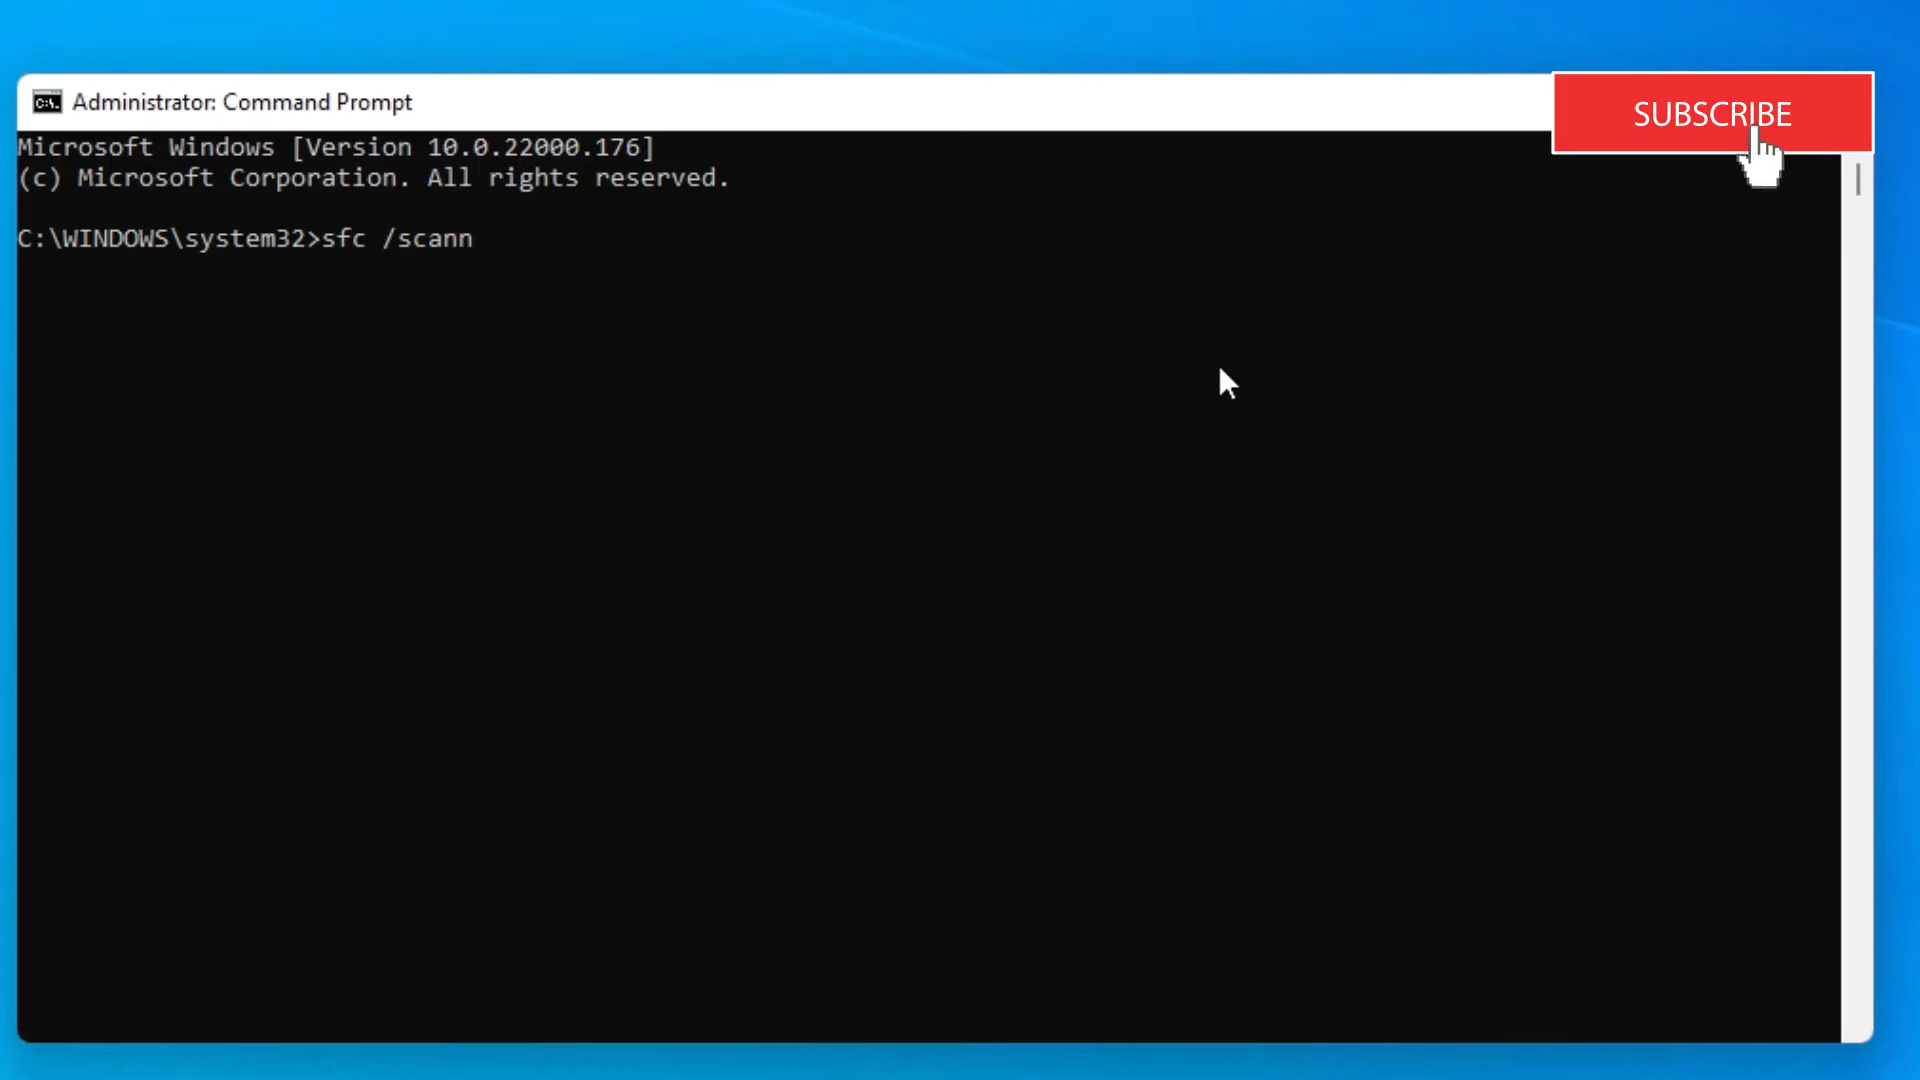 Administrator: Command Prompt
SUBSCRIBE
Microsoft Windows [Version 10.0.22000.176]
(c) Microsoft Corporation. All rights reserved.
C:\WINDOWS\system32>sfc /scann